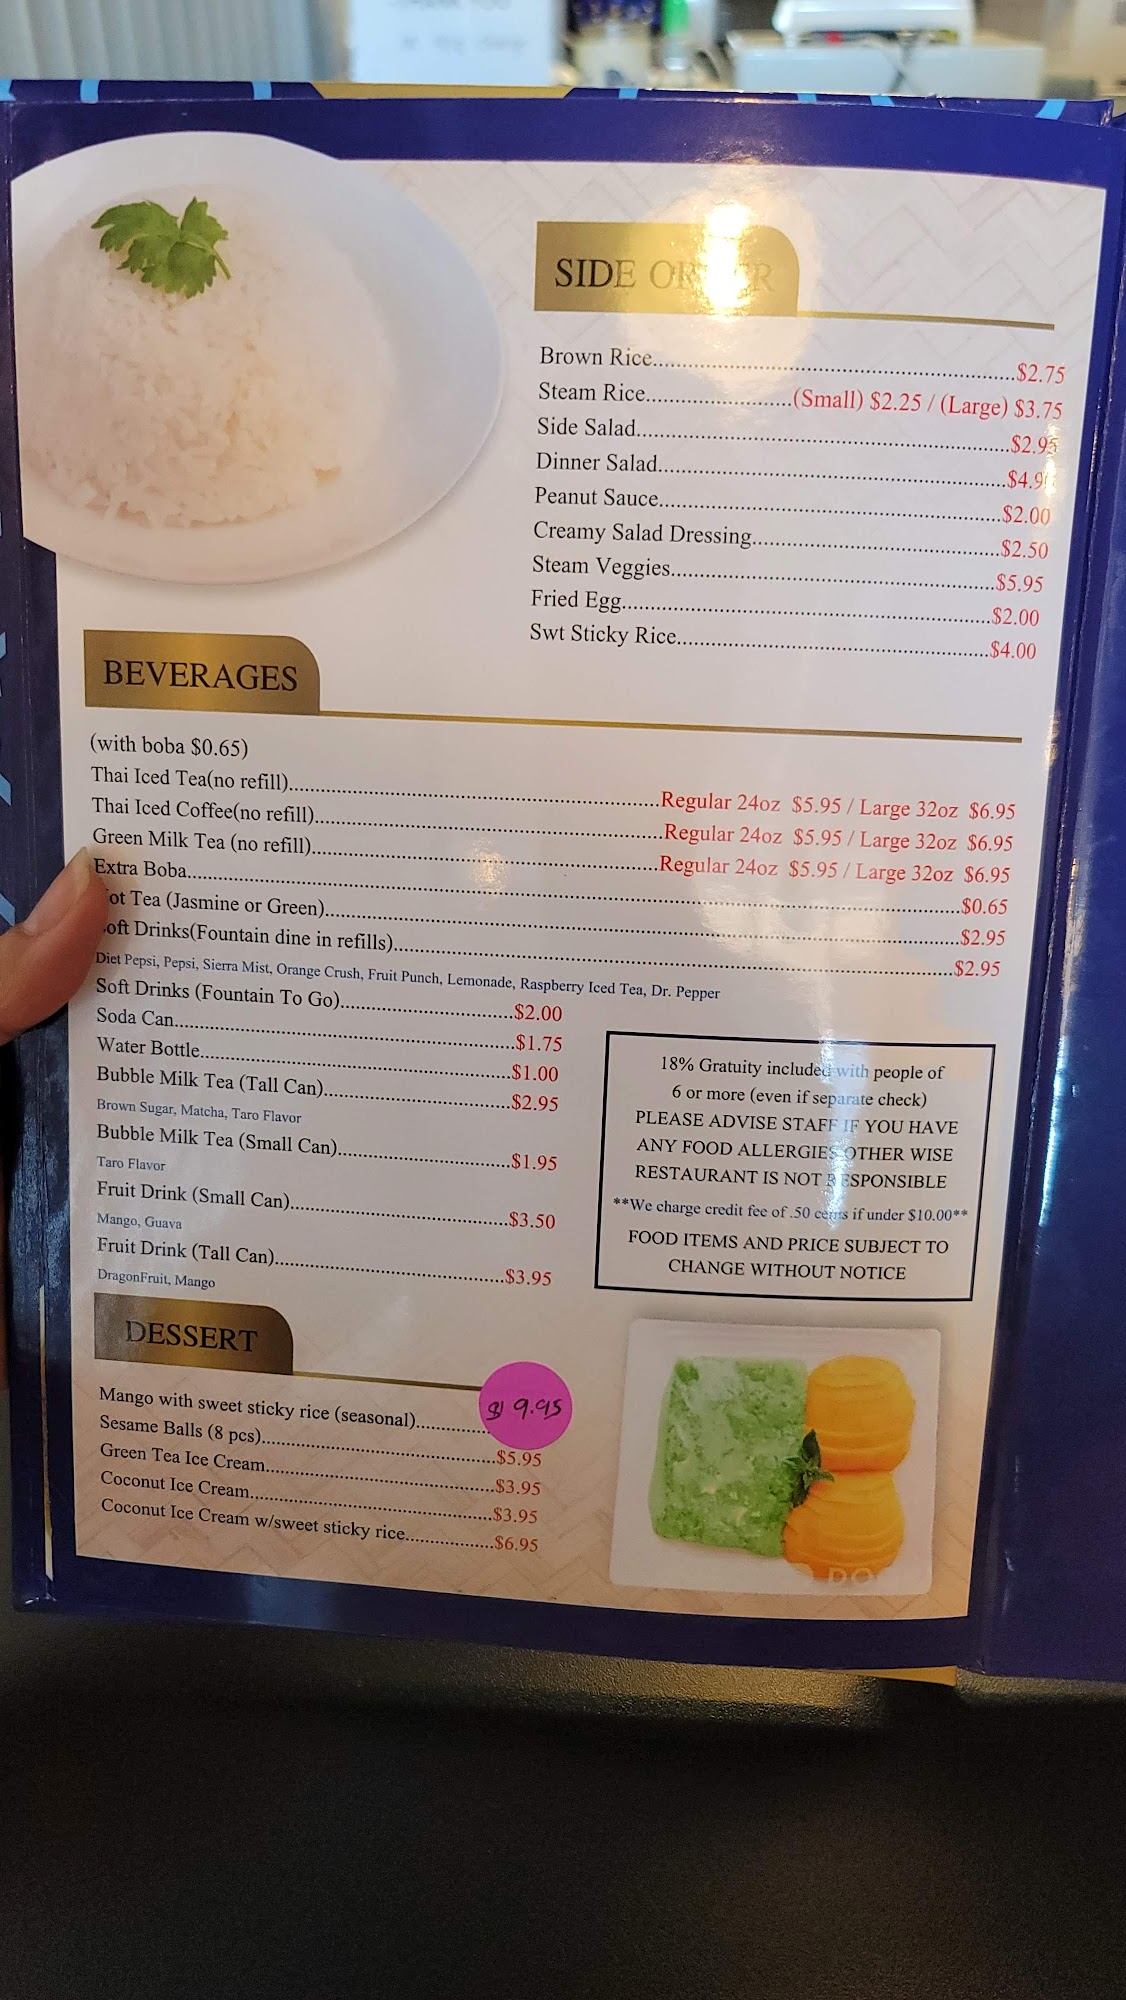 SIDE OR
Brown Rice....................$2.75
Steam Rice....................(Small) $2.25 / (Large) $3.75
Side Salad....................$2.95
Dinner Salad....................
Peanut Sauce....................$2.00
Creamy Salad Dressing....................$2.50
Steam Veggies....................$5.95
Fried Egg....................$2.00
Swt Sticky Rice....................$4.00
BEVERAGES
(with boba $0.65)
Thai Iced Tea(no refill)....................Regular 24oz $5.95 / Large 32oz $6.95
Thai Iced Coffee(no refill)....................Regular 24oz $5.95 / Large 32oz $6.95
Green Milk Tea (no refill)....................Regular 24oz $5.95 / Large 32oz $6.95
Extra Boba....................$0.65
ot Tea (Jasmine or Green)....................$2.95
oft Drinks(Fountain dine in refills)....................$2.95
Diet Pepsi, Pepsi, Sierra Mist, Orange Crush, Fruit Punch, Lemonade, Raspberry Iced Tea, Dr. Pepper
Soft Drinks (Fountain To Go)....................$2.00
Soda Can....................$1.75
Water Bottle....................$1.00
Bubble Milk Tea (Tall Can)....................$2.95
Brown Sugar, Matcha, Taro Flavor
Bubble Milk Tea (Small Can)....................$1.95
Taro Flavor
Fruit Drink (Small Can)....................$3.50
Mango, Guava
Fruit Drink (Tall Can)....................$3.95
DragonFruit, Mango
18% Gratuity included with people of
6 or more (even if separate check)
PLEASE ADVISE STAFF IF YOU HAVE
ANY FOOD ALLERGIES OTHER WISE
RESTAURANT IS NOT RESPONSIBLE
**We charge credit fee of .50 cents if under $10.00**
FOOD ITEMS AND PRICE SUBJECT TO
CHANGE WITHOUT NOTICE
DESSERT
Mango with sweet sticky rice (seasonal)..........$ 9.95
Sesame Balls (8 pcs)....................$5.95
Green Tea Ice Cream....................$3.95
Coconut Ice Cream....................$3.95
Coconut Ice Cream w/sweet sticky rice....................$6.95